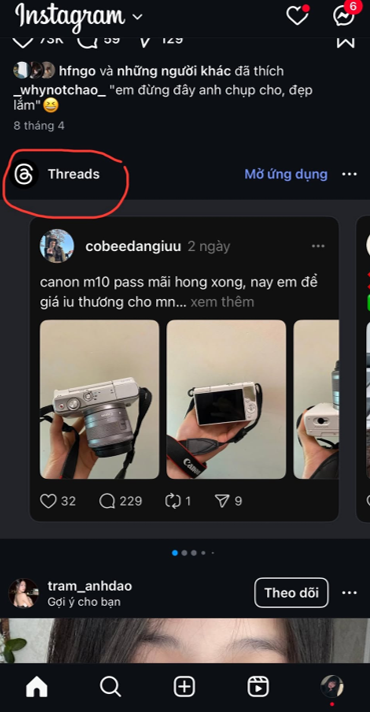 Instagram
6
73K 59 129
hfngo và những người khác đã thích
_whynotchao_ "em đừng đây anh chụp cho, đẹp
lắm"😆
8 tháng 4
Threads
Mở ứng dụng
cobeedangiuu 2 ngày
canon m10 pass mãi hong xong, nay em để
giá iu thương cho mn... xem thêm
Canon
32 229 1 9
tram_anhdao
Gợi ý cho bạn
Theo dõi